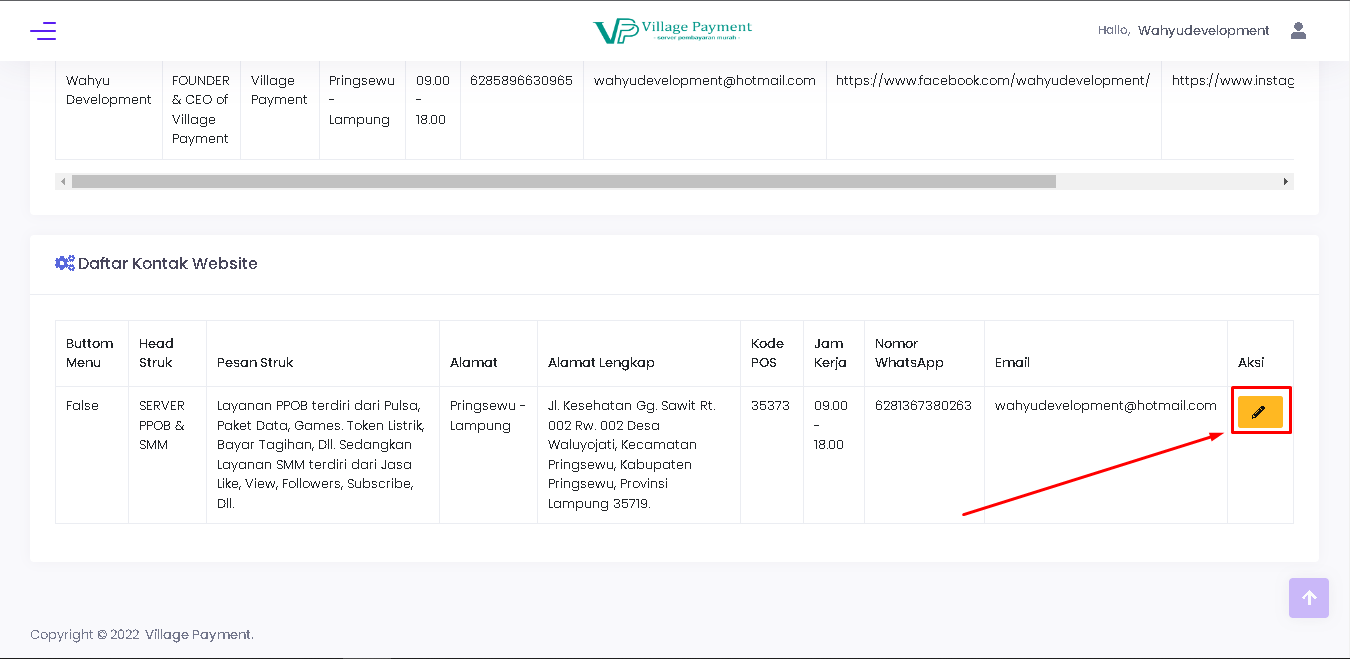 Village Payment
- server pembayaran murah -
Hallo, Wahyudevelopment
Wahyu
Development
FOUNDER
& CEO of
Village
Payment
Village
Payment
Pringsewu
-
Lampung
09.00
-
18.00
6285896630965
wahyudevelopment@hotmail.com
https://www.facebook.com/wahyudevelopment/
https://www.instag
Daftar Kontak Website
Buttom
Menu
Head
Struk
Pesan Struk
Alamat
Alamat Lengkap
Kode
POS
Jam
Kerja
Nomor
WhatsApp
Email
Aksi
False
SERVER
PPOB &
SMM
Layanan PPOB terdiri dari Pulsa,
Paket Data, Games. Token Listrik,
Bayar Tagihan, Dll. Sedangkan
Layanan SMM terdiri dari Jasa
Like, View, Followers, Subscribe,
Dll.
Pringsewu -
Lampung
Jl. Kesehatan Gg. Sawit Rt.
002 Rw. 002 Desa
Waluyojati, Kecamatan
Pringsewu, Kabupaten
Pringsewu, Provinsi
Lampung 35719.
35373
09.00
-
18.00
6281367380263
wahyudevelopment@hotmail.com
Copyright © 2022 Village Payment.